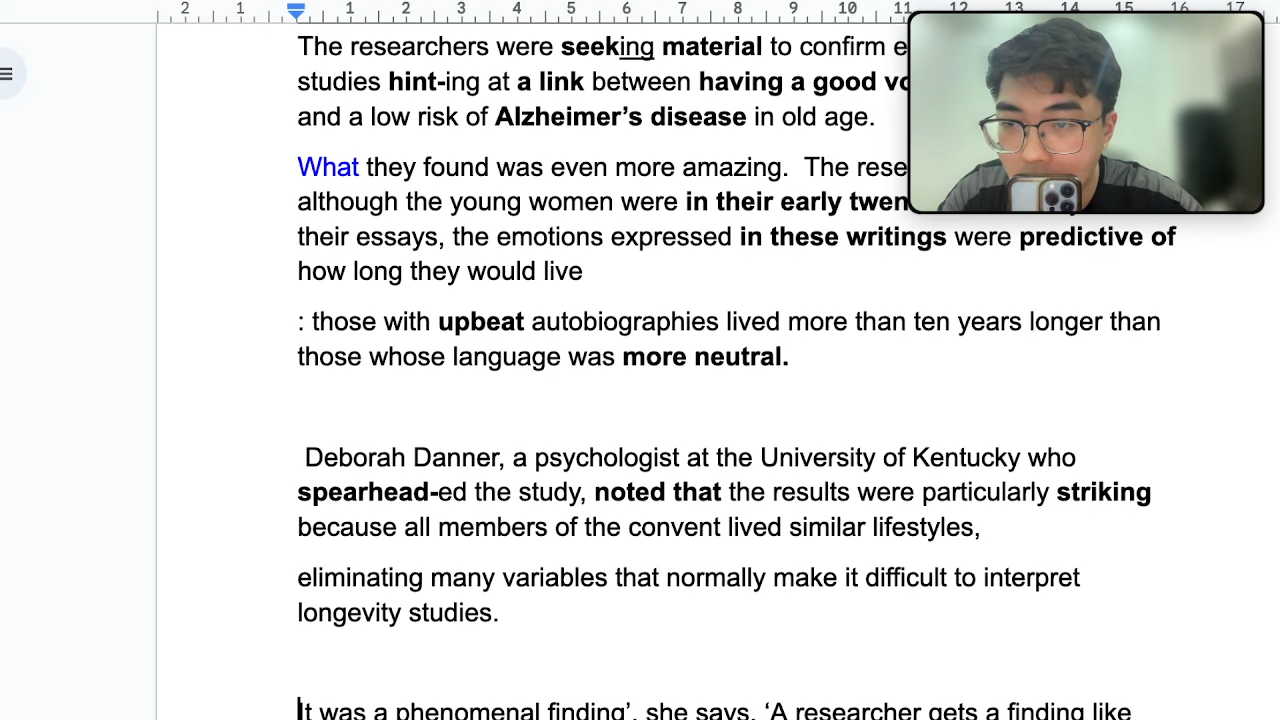 2 1 1 2 3 4 5 6 7 8 9 10 11 12 13 14 15 16 17
The researchers were seeking material to confirm
studies hint-ing at a link between having a good
and a low risk of Alzheimer’s disease in old age.
What they found was even more amazing. The
although the young women were in their early
their essays, the emotions expressed in these writings were predictive of
how long they would live
: those with upbeat autobiographies lived more than ten years longer than
those whose language was more neutral.
Deborah Danner, a psychologist at the University of Kentucky who
spearhead-ed the study, noted that the results were particularly striking
because all members of the convent lived similar lifestyles,
eliminating many variables that normally make it difficult to interpret
longevity studies.
It was a phenomenal finding’, she says. ‘A researcher gets a finding like